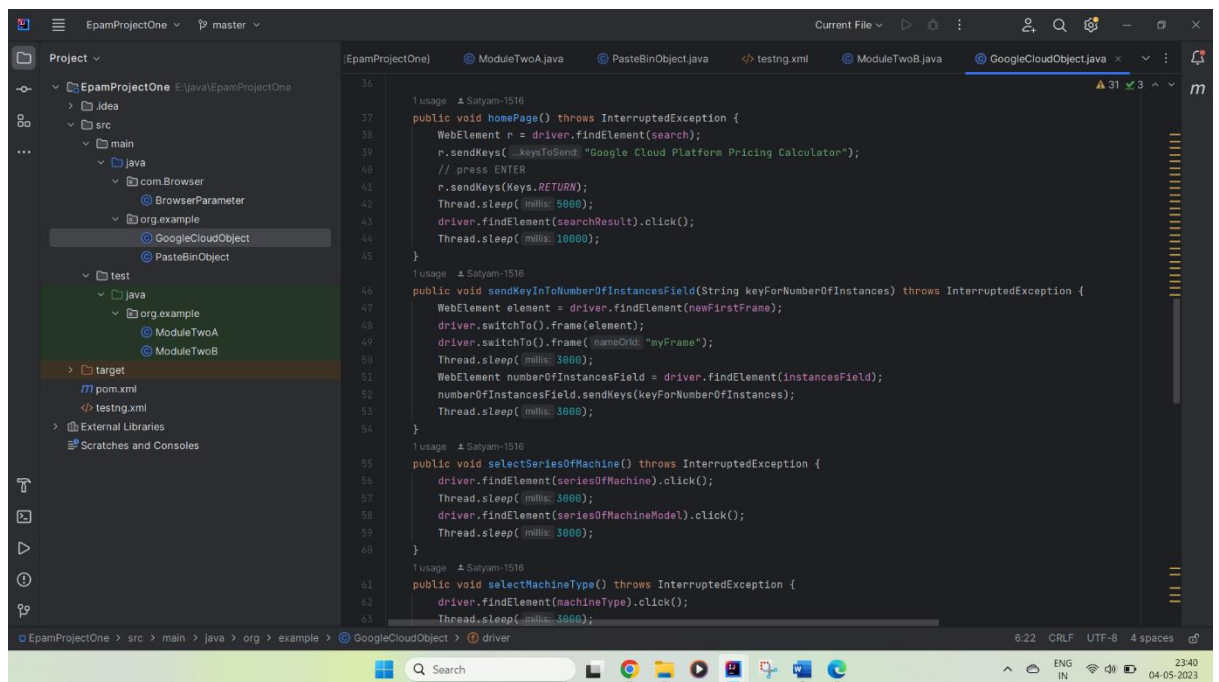 EpamProjectOne master Current File
Project
EpamProjectOne E:\java\EpamProjectOne
.idea
src
main
java
com.Browser
BrowserParameter
org.example
GoogleCloudObject
PasteBinObject
test
java
org.example
ModuleTwoA
ModuleTwoB
target
pom.xml
testng.xml
External Libraries
Scratches and Consoles
(EpamProjectOne) ModuleTwoA.java PasteBinObject.java testng.xml ModuleTwoB.java GoogleCloudObject.java
m
31 3
36
1 usage Satyam-1516
37 public void homePage() throws InterruptedException {
38 WebElement r = driver.findElement(search);
39 r.sendKeys( ...keysToSend: "Google Cloud Platform Pricing Calculator");
40 // press ENTER
41 r.sendKeys(Keys.RETURN);
42 Thread.sleep( millis: 5000);
43 driver.findElement(searchResult).click();
44 Thread.sleep( millis: 10000);
45 }
1 usage Satyam-1516
46 public void sendKeyInToNumberOfInstancesField(String keyForNumberOfInstances) throws InterruptedException {
47 WebElement element = driver.findElement(newFirstFrame);
48 driver.switchTo().frame(element);
49 driver.switchTo().frame( nameOrId: "myFrame");
50 Thread.sleep( millis: 3000);
51 WebElement numberOfInstancesField = driver.findElement(instancesField);
52 numberOfInstancesField.sendKeys(keyForNumberOfInstances);
53 Thread.sleep( millis: 3000);
54 }
1 usage Satyam-1516
55 public void selectSeriesOfMachine() throws InterruptedException {
56 driver.findElement(seriesOfMachine).click();
57 Thread.sleep( millis: 3000);
58 driver.findElement(seriesOfMachineModel).click();
59 Thread.sleep( millis: 3000);
60 }
1 usage Satyam-1516
61 public void selectMachineType() throws InterruptedException {
62 driver.findElement(machineType).click();
63 Thread.sleep( millis: 3000);
EpamProjectOne > src > main > java > org > example > GoogleCloudObject > driver 6:22 CRLF UTF-8 4 spaces
Search ENG IN 23:40 04-05-2023